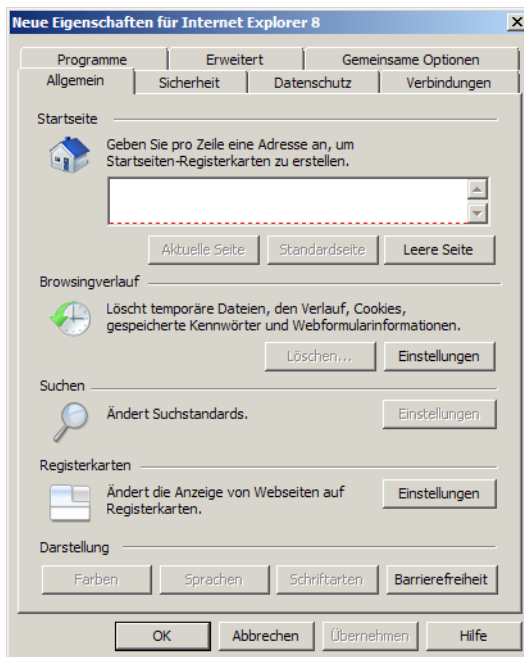 Neue Eigenschaften für Internet Explorer 8
Programme Erweitert Gemeinsame Optionen
Allgemein Sicherheit Datenschutz Verbindungen
Startseite
Geben Sie pro Zeile eine Adresse an, um
Startseiten-Registerkarten zu erstellen.
Aktuelle Seite Standardseite Leere Seite
Browsingverlauf
Löscht temporäre Dateien, den Verlauf, Cookies,
gespeicherte Kennwörter und Webformularinformationen.
Löschen... Einstellungen
Suchen
Ändert Suchstandards.
Einstellungen
Registerkarten
Ändert die Anzeige von Webseiten auf
Registerkarten.
Einstellungen
Darstellung
Farben Sprachen Schriftarten Barrierefreiheit
OK Abbrechen Übernehmen Hilfe